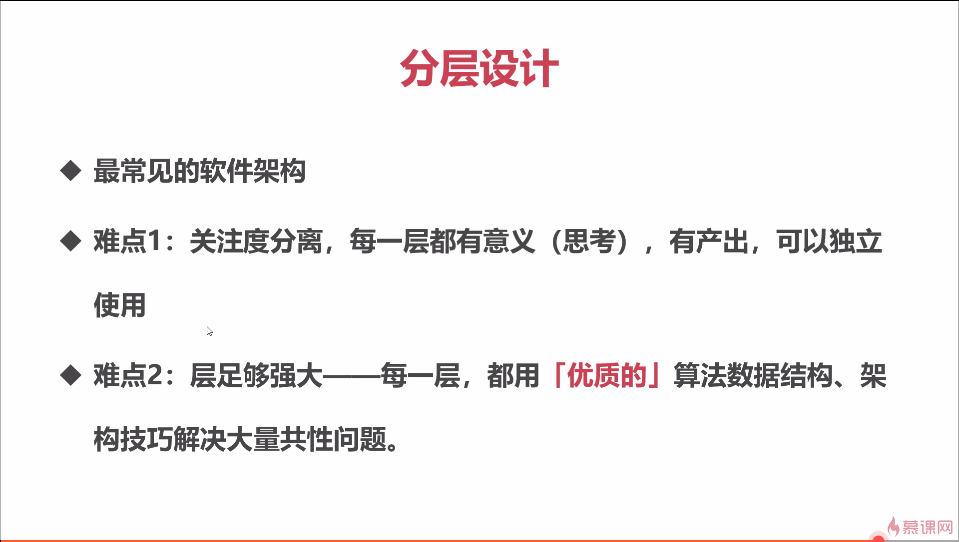 分层设计
◆ 最常见的软件架构
◆ 难点1：关注度分离，每一层都有意义（思考），有产出，可以独立
使用
◆ 难点2：层足够强大——每一层，都用「优质的」算法数据结构、架
构技巧解决大量共性问题。
慕课网